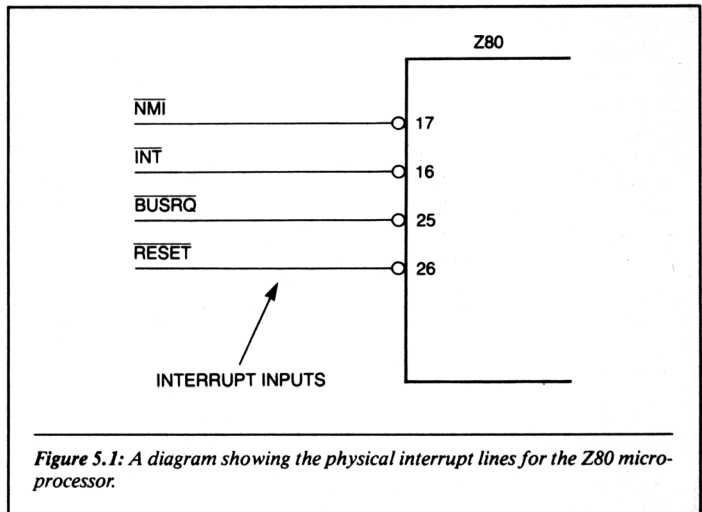 Z80
NMI
17
INT
16
BUSRQ
25
RESET
26
INTERRUPT INPUTS
Figure 5.1: A diagram showing the physical interrupt lines for the Z80 micro-
processor.